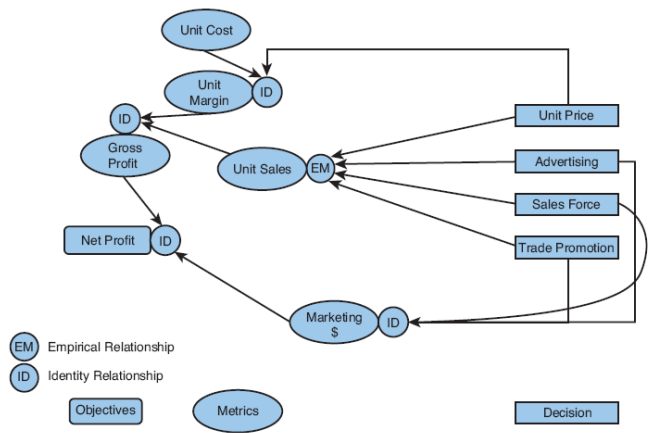 Unit Cost
Unit
Margin
ID
Unit Price
ID
Gross
Profit
Unit Sales
EM
Advertising
Sales Force
Net Profit
ID
Trade Promotion
Marketing
$
ID
EM
Empirical Relationship
ID
Identity Relationship
Objectives
Metrics
Decision